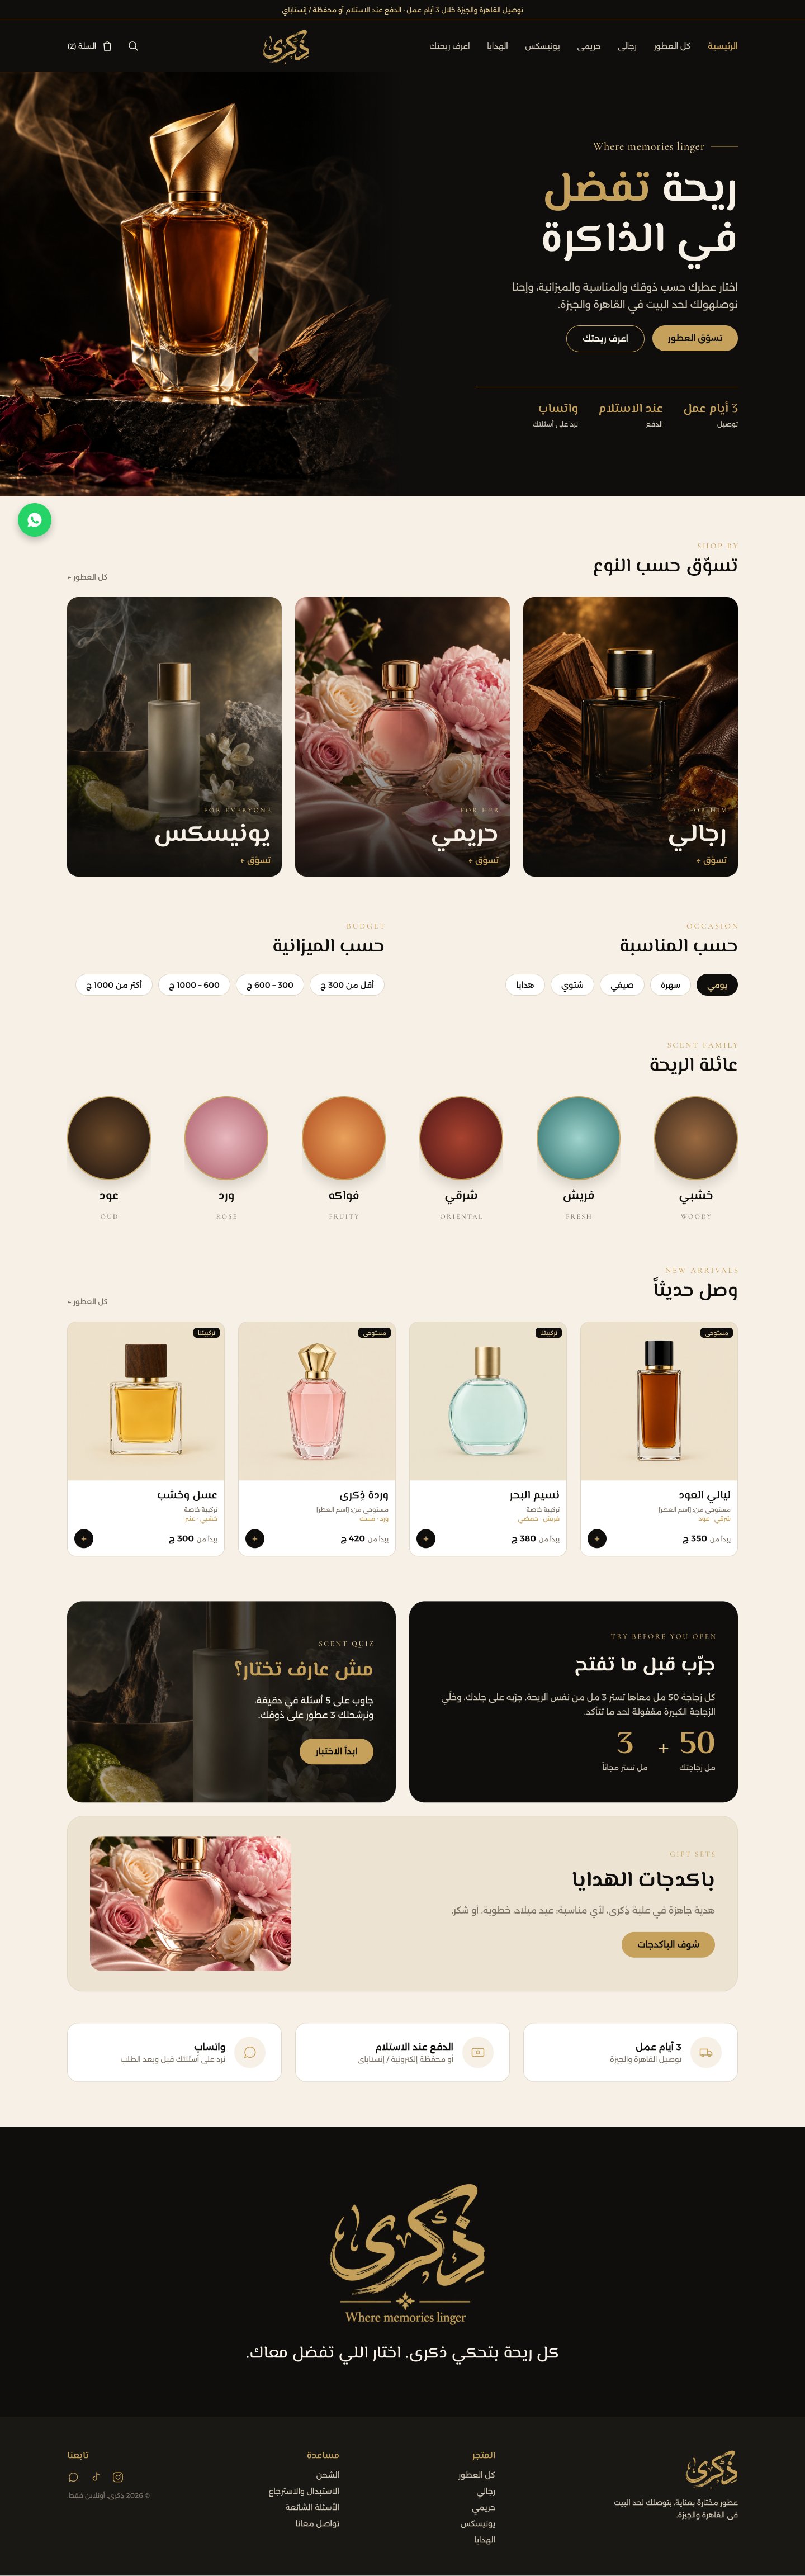 توصيل القاهرة والجيزة خلال 3 أيام عمل · الدفع عند الاستلام أو محفظة / إنستاباي
الرئيسية
كل العطور
رجالي
حريمي
يونيسكس
الهدايا
اعرف ريحتك
ذِكرى
السلة (2)
Where memories linger
ريحة تفضل
في الذاكرة
اختار عطرك حسب ذوقك والمناسبة والميزانية، وإحنا
نوصلهولك لحد البيت في القاهرة والجيزة.
تسوّق العطور
اعرف ريحتك
3 أيام عمل
توصيل
عند الاستلام
الدفع
واتساب
نرد على أسئلتك
SHOP BY
تسوّق حسب النوع
كل العطور ←
FOR HIM
رجالي
تسوّق ←
FOR HER
حريمي
تسوّق ←
FOR EVERYONE
يونيسكس
تسوّق ←
OCCASION
حسب المناسبة
يومي
سهرة
صيفي
شتوي
هدايا
BUDGET
حسب الميزانية
أقل من 300 ج
300 – 600 ج
600 – 1000 ج
أكتر من 1000 ج
SCENT FAMILY
عائلة الريحة
خشبي
WOODY
فريش
FRESH
شرقي
ORIENTAL
فواكه
FRUITY
ورد
ROSE
عود
OUD
NEW ARRIVALS
وصل حديثاً
كل العطور ←
مستوحى
ليالي العود
مستوحى من: [اسم العطر]
شرقي · عود
يبدأ من 350 ج
+
تركيبتنا
نسيم البحر
تركيبة خاصة
فريش · حمضي
يبدأ من 380 ج
+
مستوحى
وردة ذِكرى
مستوحى من: [اسم العطر]
ورد · مسك
يبدأ من 420 ج
+
تركيبتنا
عسل وخشب
تركيبة خاصة
خشبي · عنبر
يبدأ من 300 ج
+
TRY BEFORE YOU OPEN
جرّب قبل ما تفتح
كل زجاجة 50 مل معاها تستر 3 مل من نفس الريحة. جرّبه على جلدك، وخلّي
الزجاجة الكبيرة مقفولة لحد ما تتأكد.
50 + 3
مل زجاجتك
مل تستر مجاناً
SCENT QUIZ
مش عارف تختار؟
جاوب على 5 أسئلة في دقيقة،
ونرشحلك 3 عطور على ذوقك.
ابدأ الاختبار
GIFT SETS
باكدجات الهدايا
هدية جاهزة في علبة ذِكرى، لأي مناسبة: عيد ميلاد، خطوبة، أو شكر.
شوف الباكدجات
3 أيام عمل
توصيل القاهرة والجيزة
الدفع عند الاستلام
أو محفظة إلكترونية / إنستاباي
واتساب
نرد على أسئلتك قبل وبعد الطلب
ذِكرى
Where memories linger
كل ريحة بتحكي ذكرى. اختار اللي تفضل معاك.
ذِكرى
عطور مختارة بعناية، بتوصلك لحد البيت
في القاهرة والجيزة.
المتجر
كل العطور
رجالي
حريمي
يونيسكس
الهدايا
مساعدة
الشحن
الاستبدال والاسترجاع
الأسئلة الشائعة
تواصل معانا
تابعنا
© 2026 ذِكرى. أونلاين فقط.